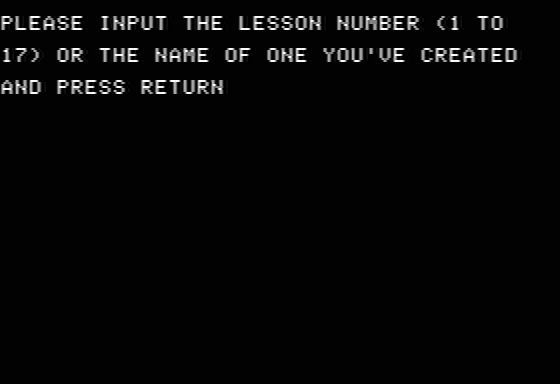 PLEASE INPUT THE LESSON NUMBER (1 TO
17) OR THE NAME OF ONE YOU'VE CREATED
AND PRESS RETURN